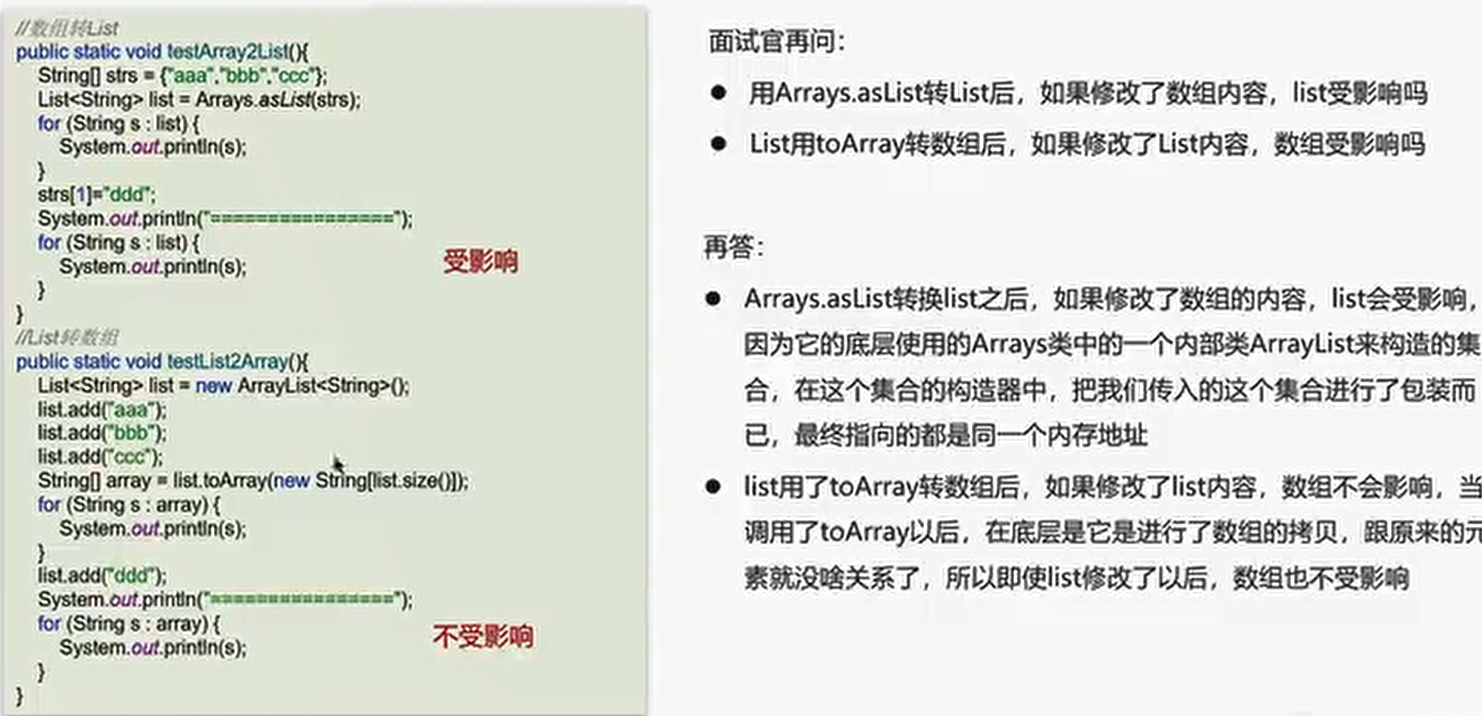 //数组转List
public static void testArray2List(){
String[] strs = {"aaa","bbb","ccc"};
List<String> list = Arrays.asList(strs);
for (String s : list) {
System.out.println(s);
}
strs[1]="ddd";
System.out.println("================");
for (String s : list) {
System.out.println(s);
}
}
受影响
//List转数组
public static void testList2Array(){
List<String> list = new ArrayList<String>();
list.add("aaa");
list.add("bbb");
list.add("ccc");
String[] array = list.toArray(new String[list.size()]);
for (String s : array) {
System.out.println(s);
}
list.add("ddd");
System.out.println("================");
for (String s : array) {
System.out.println(s);
}
}
不受影响
面试官再问：
● 用Arrays.asList转List后，如果修改了数组内容，list受影响吗
● List用toArray转数组后，如果修改了List内容，数组受影响吗
再答：
● Arrays.asList转换list之后，如果修改了数组的内容，list会受影响，
因为它的底层使用的Arrays类中的一个内部类ArrayList来构造的集
合，在这个集合的构造器中，把我们传入的这个集合进行了包装而
已，最终指向的都是同一个内存地址
● list用了toArray转数组后，如果修改了list内容，数组不会影响，当
调用了toArray以后，在底层是它是进行了数组的拷贝，跟原来的元
素就没啥关系了，所以即使list修改了以后，数组也不受影响